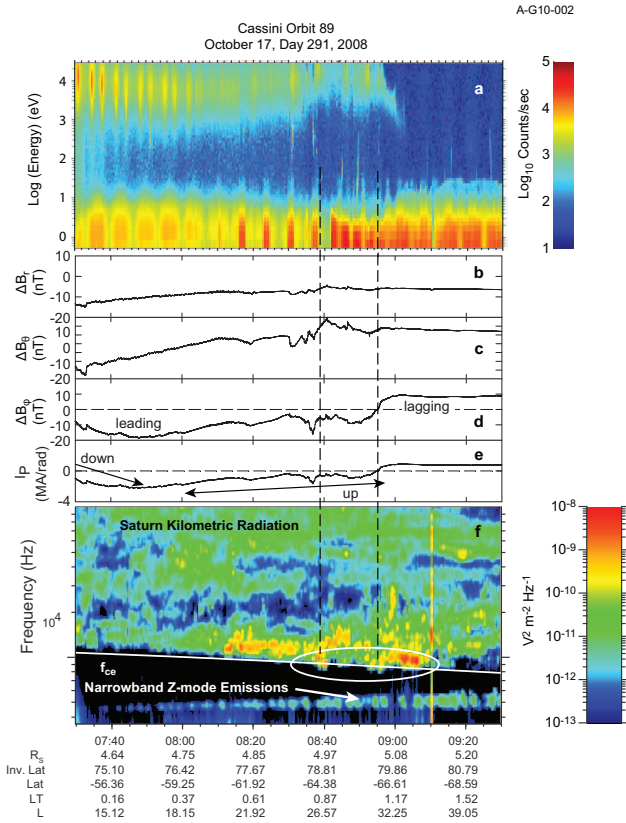 A-G10-002
Cassini Orbit 89
October 17, Day 291, 2008
Log (Energy) (eV)
4
3
2
1
0
a
5
4
3
2
1
Log10 Counts/sec
ΔBr
(nT)
10
0
-10
-20
b
ΔBθ
(nT)
20
10
0
-10
20
c
ΔBφ
(nT)
10
0
-10
-20
leading
lagging
d
IP
(MA/rad)
0
-4
down
up
e
Frequency (Hz)
10^4
Saturn Kilometric Radiation
f
fce
Narrowband Z-mode Emissions
10^-8
10^-9
10^-10
10^-11
10^-12
10^-13
V^2 m^-2 Hz^-1
07:40 08:00 08:20 08:40 09:00 09:20
RS 4.64 4.75 4.85 4.97 5.08 5.20
Inv. Lat 75.10 76.42 77.67 78.81 79.86 80.79
Lat -56.36 -59.25 -61.92 -64.38 -66.61 -68.59
LT 0.16 0.37 0.61 0.87 1.17 1.52
L 15.12 18.15 21.92 26.57 32.25 39.05